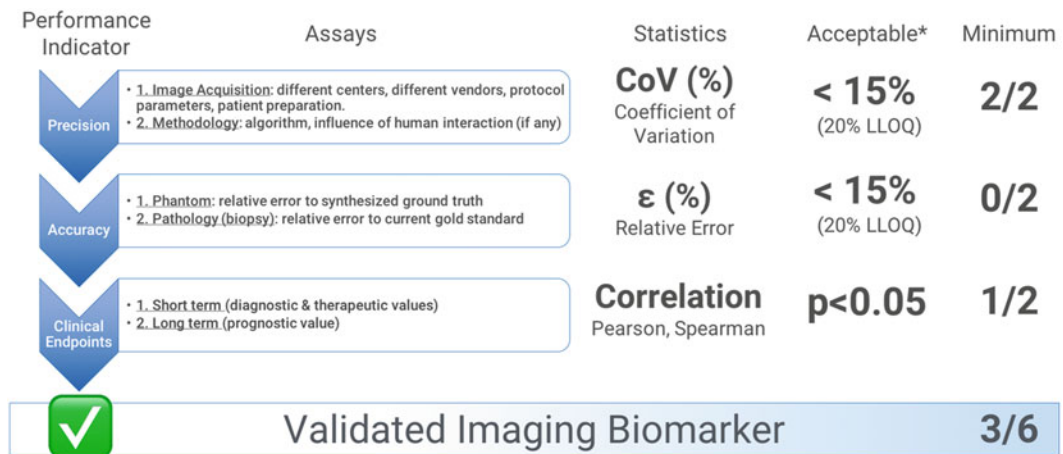 Performance
Indicator
Assays
Statistics
Acceptable*
Minimum
Precision
• 1. Image Acquisition: different centers, different vendors, protocol
parameters, patient preparation.
• 2. Methodology: algorithm, influence of human interaction (if any)
CoV (%)
Coefficient of
Variation
< 15%
(20% LLOQ)
2/2
Accuracy
• 1. Phantom: relative error to synthesized ground truth
• 2. Pathology (biopsy): relative error to current gold standard
ε (%)
Relative Error
< 15%
(20% LLOQ)
0/2
Clinical
Endpoints
• 1. Short term (diagnostic & therapeutic values)
• 2. Long term (prognostic value)
Correlation
Pearson, Spearman
p<0.05
1/2
Validated Imaging Biomarker
3/6